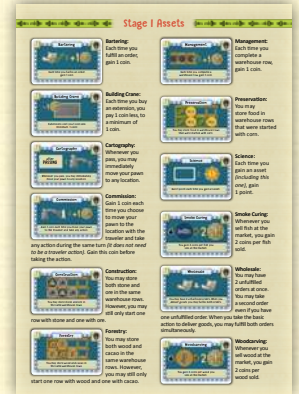 Stage I Assets
Bartering:
Each time you
fulfill an order,
gain 1 coin.
Building Crane:
Each time you buy
an extension, you
pay 1 coin less, to
a minimum of
1 coin.
Cartography:
Whenever you
pass, you may
immediately
move your pawn
to any location.
Commission:
Gain 1 coin each
time you choose
to move your
pawn to the
location with the
traveler and take
any action during the same turn (it does not need
to be a traveler action). Gain this coin before
taking the action.
Construction:
You may store
both stone and
ore in the same
warehouse rows.
However, you may
still only start one
row with stone and one with ore.
Forestry:
You may store
both wood and
cacao in the same
warehouse rows.
However,
you may still only
start one row with wood and one with cacao.
Management:
Each time you
complete a
warehouse row,
gain 1 coin.
Preservation:
You may
store food in
warehouse rows
that were started
with corn.
Science:
Each time you
gain an asset
(including this
one), gain
1 point.
Smoke Curing:
Whenever you
sell fish at the
market, you gain
2 coins per fish
sold.
Wholesale:
You may have
2 unfulfilled
orders at once.
You may take
a second order
even if you have
one unfulfilled order. When you take the basic
action to deliver goods, you may fulfill both orders
simultaneously.
Woodcarving:
Whenever you
sell wood at the
market, you gain
2 coins per
wood sold.